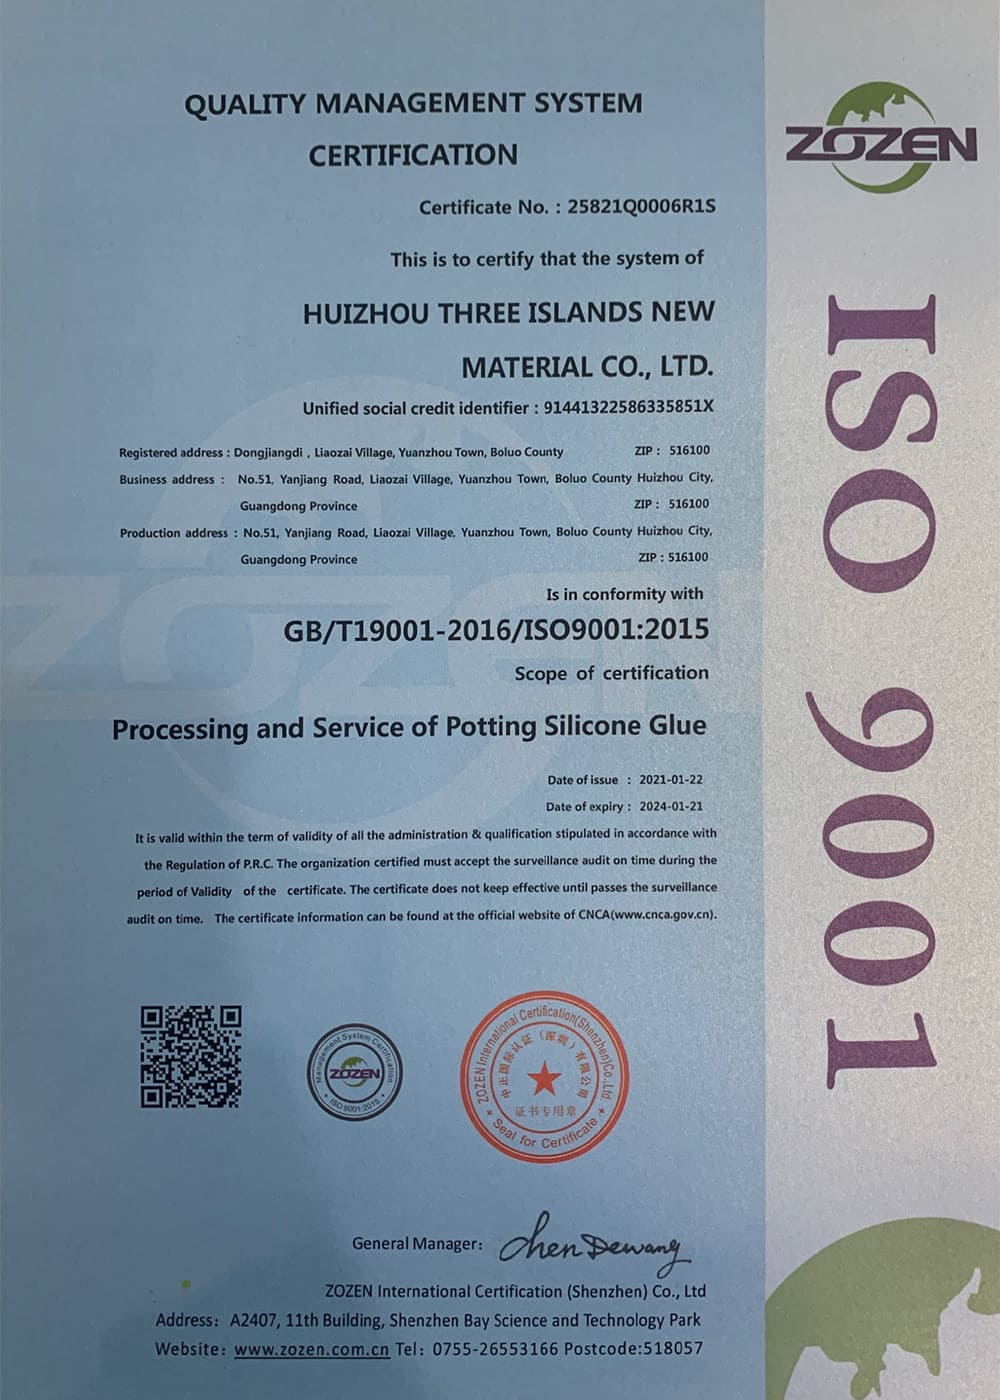 QUALITY MANAGEMENT SYSTEM
CERTIFICATION
Certificate No. : 25821Q0006R1S
This is to certify that the system of
HUIZHOU THREE ISLANDS NEW
MATERIAL CO., LTD.
Unified social credit identifier : 91441322586335851X
Registered address : Dongjiangdi , Liaozai Village, Yuanzhou Town, Boluo County ZIP : 516100
Business address : No.51, Yanjiang Road, Liaozai Village, Yuanzhou Town, Boluo County Huizhou City,
Guangdong Province ZIP : 516100
Production address : No.51, Yanjiang Road, Liaozai Village, Yuanzhou Town, Boluo County Huizhou City,
Guangdong Province ZIP : 516100
Is in conformity with
GB/T19001-2016/ISO9001:2015
Scope of certification
Processing and Service of Potting Silicone Glue
Date of issue : 2021-01-22
Date of expiry : 2024-01-21
It is valid within the term of validity of all the administration & qualification stipulated in accordance with
the Regulation of P.R.C. The organization certified must accept the surveillance audit on time during the
period of Validity of the certificate. The certificate does not keep effective until passes the surveillance
audit on time. The certificate information can be found at the official website of CNCA(www.cnca.gov.cn).
Management System Certification
ZOZEN
ISO 9001:2015
ZOZEN International Certification(Shenzhen)Co.,Ltd.
中正国际认证（深圳）有限公司
证书专用章
Seal for Certificate
General Manager: Chen Dewang
ZOZEN International Certification (Shenzhen) Co., Ltd
Address: A2407, 11th Building, Shenzhen Bay Science and Technology Park
Website: www.zozen.com.cn Tel: 0755-26553166 Postcode:518057
ZOZEN
ISO 9001
ZOZEN